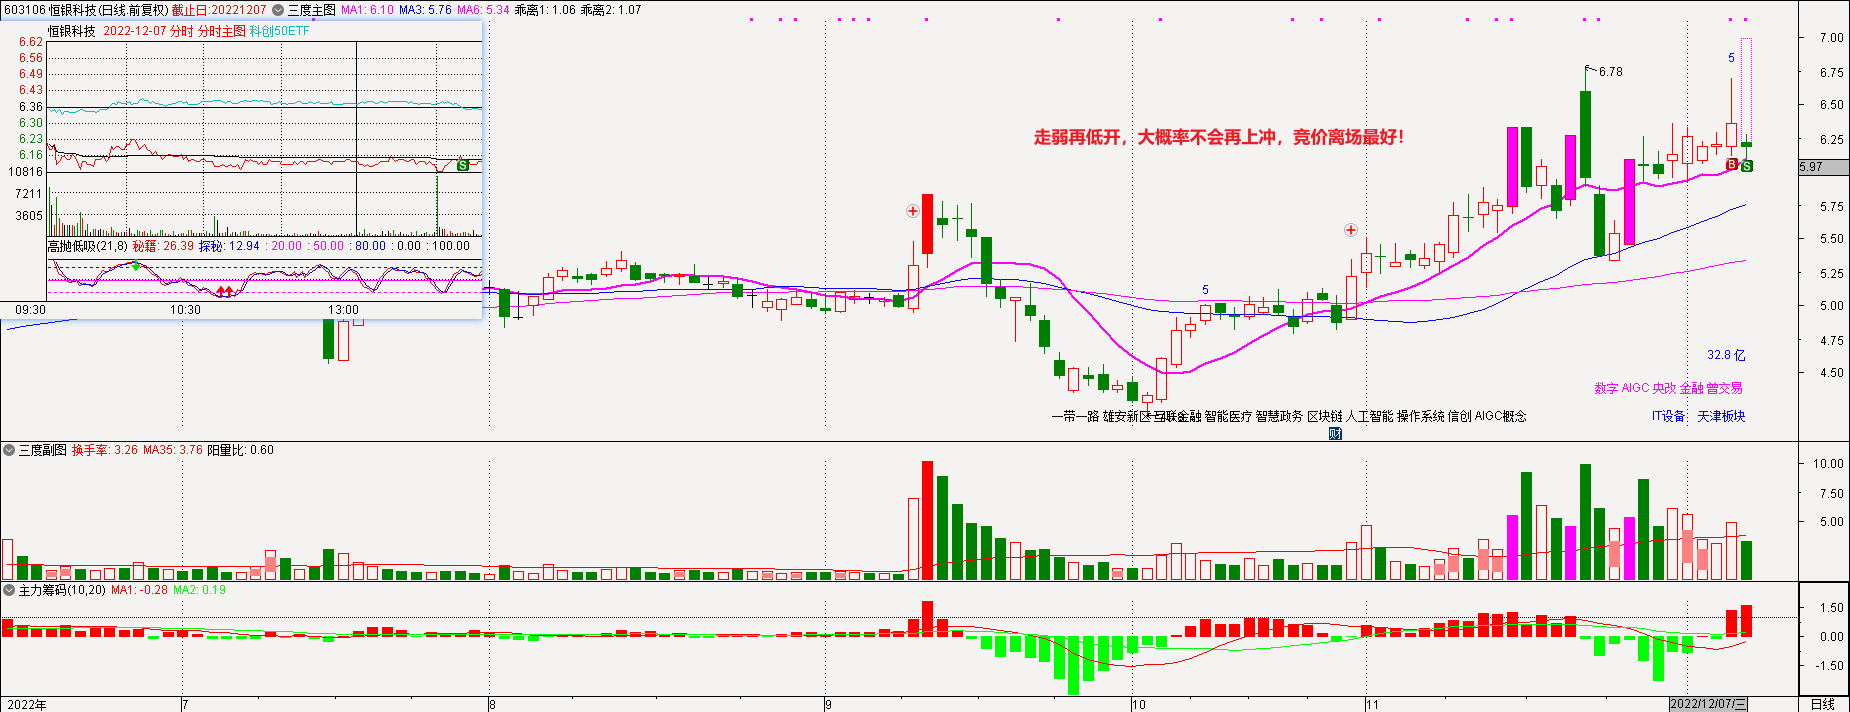 603106 恒银科技(日线.前复权) 截止日:20221207 三度主图 MA1: 6.10 MA3: 5.76 MA6: 5.34 乖离1: 1.06 乖离2: 1.07
恒银科技 2022-12-07 分时 分时主图 科创50ETF
6.62
6.56
6.49
6.43
6.36
6.30
6.23
6.16
10816
7211
3605
S
高抛低吸(21,8) 秘籍: 26.39 探秘: 12.94 : 20.00 : 50.00 : 80.00 : 0.00 : 100.00
09:30 10:30 13:00
7.00
6.75
6.50
6.25
5.97
5.75
5.50
5.25
5.00
4.75
4.50
5
6.78
走弱再低开，大概率不会再上冲，竞价离场最好！
B S
5
32.8 亿
数字 AIGC 央改 金融 曾交易
一带一路 雄安新区 互联金融 智能医疗 智慧政务 区块链 人工智能 操作系统 信创 AIGC概念
IT设备 天津板块
财
三度副图 换手率: 3.26 MA35: 3.76 阳量比: 0.60
10.00
7.50
5.00
主力筹码(10,20) MA1: -0.28 MA2: 0.19
1.50
0.00
-1.50
2022年 7 8 9 10 11 2022/12/07/三 日线